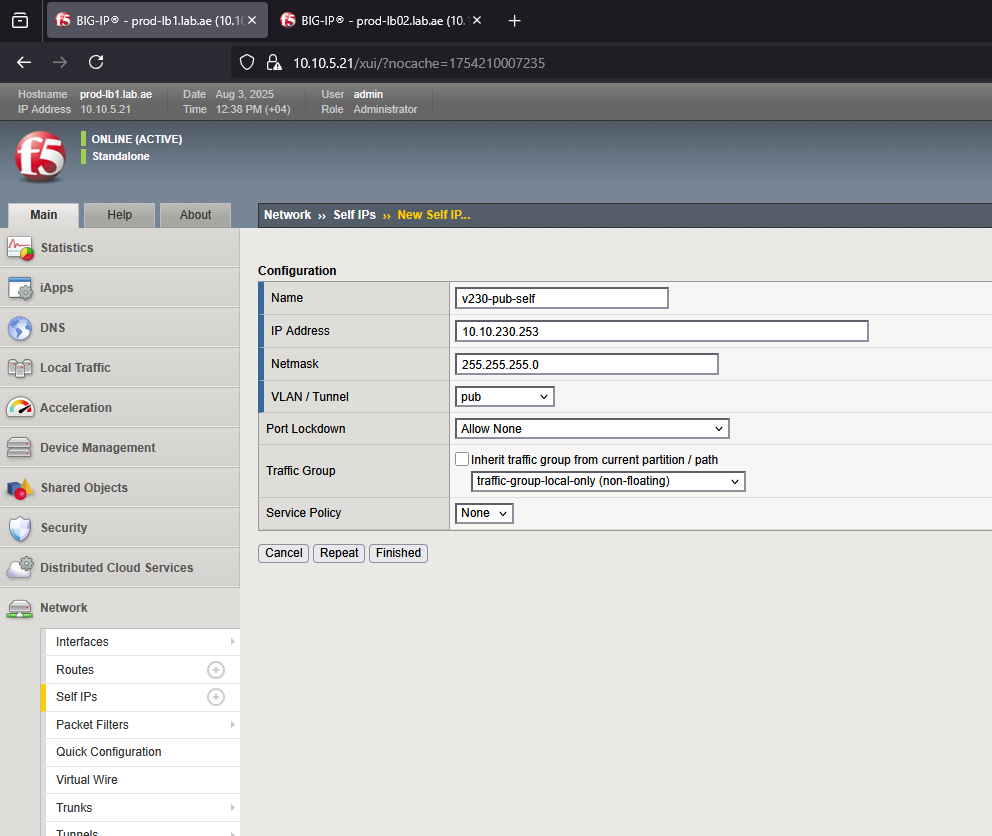 BIG-IP® - prod-lb1.lab.ae (10.10
BIG-IP® - prod-lb02.lab.ae (10.
10.10.5.21/xui/?nocache=1754210007235
Hostname prod-lb1.lab.ae Date Aug 3, 2025 User admin
IP Address 10.10.5.21 Time 12:38 PM (+04) Role Administrator
f5
ONLINE (ACTIVE)
Standalone
Main Help About
Network ›› Self IPs ›› New Self IP...
Statistics
iApps
DNS
Local Traffic
Acceleration
Device Management
Shared Objects
Security
Distributed Cloud Services
Network
Interfaces
Routes
Self IPs
Packet Filters
Quick Configuration
Virtual Wire
Trunks
Tunnels
Configuration
Name v230-pub-self
IP Address 10.10.230.253
Netmask 255.255.255.0
VLAN / Tunnel pub
Port Lockdown Allow None
Traffic Group Inherit traffic group from current partition / path
traffic-group-local-only (non-floating)
Service Policy None
Cancel Repeat Finished